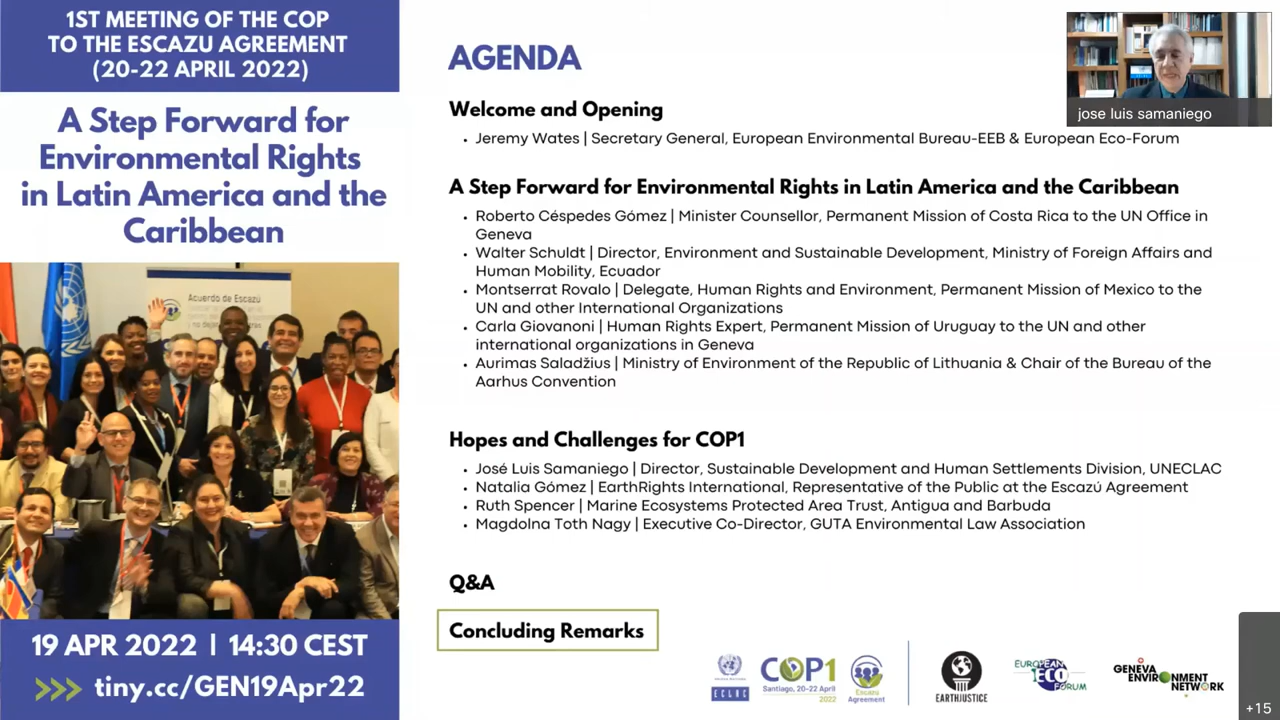 1ST MEETING OF THE COP
TO THE ESCAZU AGREEMENT
(20-22 APRIL 2022)
A Step Forward for
Environmental Rights
in Latin America and the
Caribbean
Acuerdo de Escazú
19 APR 2022 | 14:30 CEST
tiny.cc/GEN19Apr22
AGENDA
Welcome and Opening
• Jeremy Wates | Secretary General, European Environmental Bureau-EEB & European Eco-Forum
A Step Forward for Environmental Rights in Latin America and the Caribbean
• Roberto Céspedes Gómez | Minister Counsellor, Permanent Mission of Costa Rica to the UN Office in
Geneva
• Walter Schuldt | Director, Environment and Sustainable Development, Ministry of Foreign Affairs and
Human Mobility, Ecuador
• Montserrat Rovalo | Delegate, Human Rights and Environment, Permanent Mission of Mexico to the
UN and other International Organizations
• Carla Giovanoni | Human Rights Expert, Permanent Mission of Uruguay to the UN and other
international organizations in Geneva
• Aurimas Saladžius | Ministry of Environment of the Republic of Lithuania & Chair of the Bureau of the
Aarhus Convention
Hopes and Challenges for COP1
• José Luis Samaniego | Director, Sustainable Development and Human Settlements Division, UNECLAC
• Natalia Gómez | EarthRights International, Representative of the Public at the Escazú Agreement
• Ruth Spencer | Marine Ecosystems Protected Area Trust, Antigua and Barbuda
• Magdolna Toth Nagy | Executive Co-Director, GUTA Environmental Law Association
Q&A
Concluding Remarks
jose luis samaniego
ECLAC
COP1
Santiago, 20-22 April
2022
Escazú
Agreement
EARTHJUSTICE
EUROPEAN
ECO
FORUM
GENEVA
ENVIRONMENT
NETWORK
+15